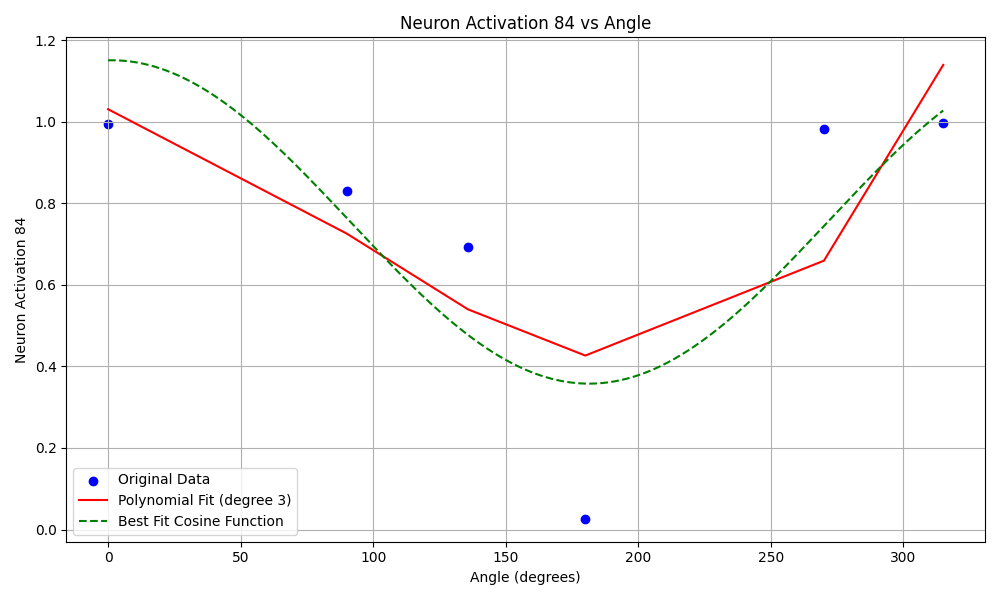 Neuron Activation 84 vs Angle
Neuron Activation 84
1.2
1.0
0.8
0.6
0.4
0.2
0.0
Original Data
Polynomial Fit (degree 3)
Best Fit Cosine Function
0 50 100 150 200 250 300
Angle (degrees)